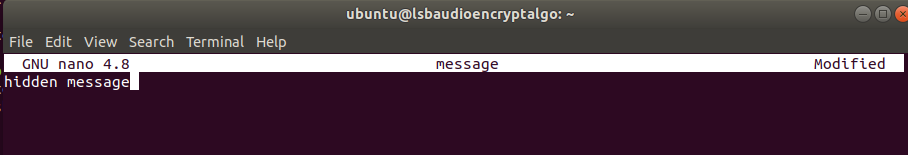 ubuntu@lsbaudioencryptalgo: ~
File Edit View Search Terminal Help
GNU nano 4.8 message Modified
hidden message